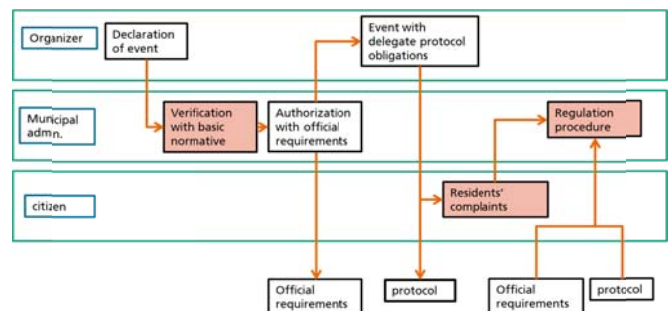 Organizer
Declaration
of event
Event with
delegate protocol
obligations
Municipal
admn.
Verification
with basic
normative
Authorization
with official
requirements
Regulation
procedure
citizen
Residents'
complaints
Official
requirements
protocol
Official
requirements
protocol